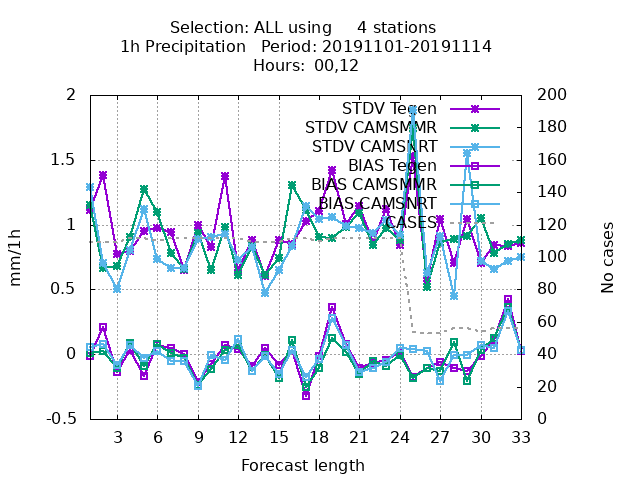 Selection: ALL using 4 stations
1h Precipitation Period: 20191101-20191114
Hours: 00,12
STDV Tegen
STDV CAMSMMR
STDV CAMSNRT
BIAS Tegen
BIAS CAMSMMR
BIAS CAMSNRT
CASES
2
1.5
1
0.5
0
-0.5
mm/1h
200
180
160
140
120
100
80
60
40
20
0
No cases
3 6 9 12 15 18 21 24 27 30 33
Forecast length